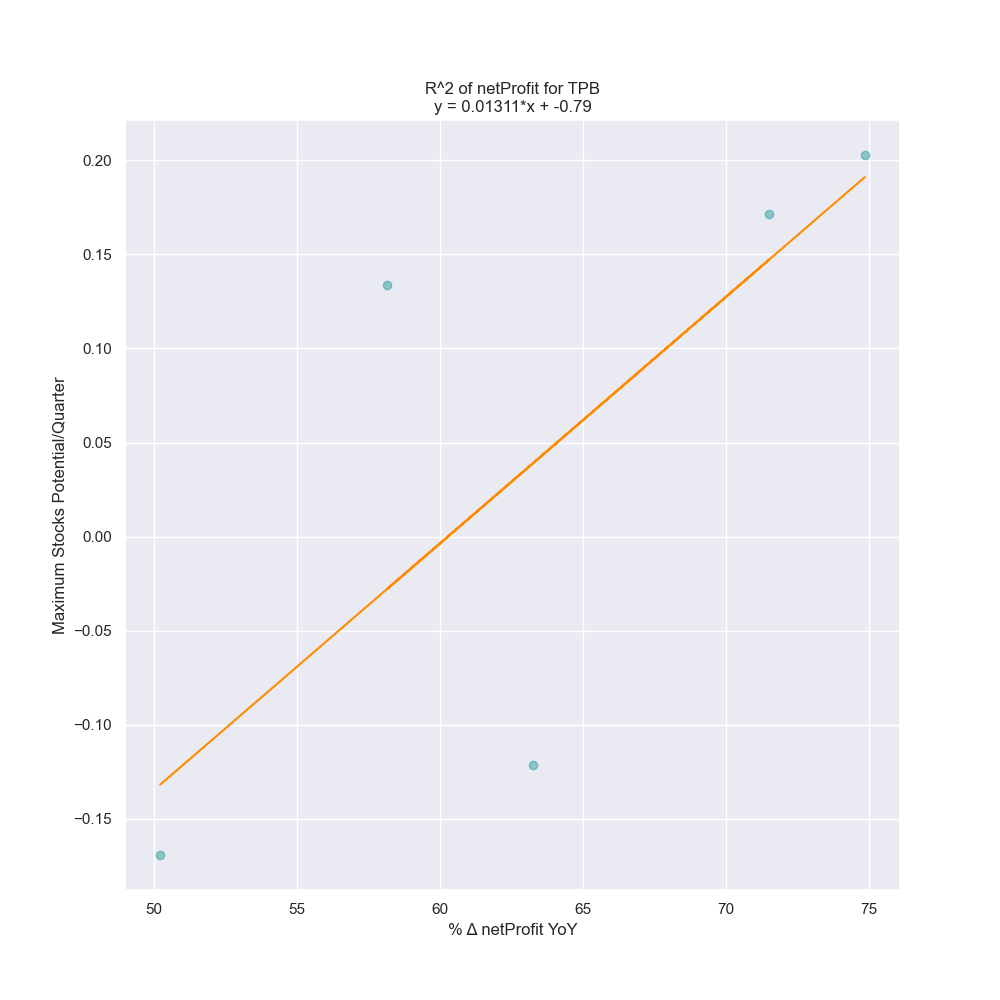 R^2 of netProfit for TPB
y = 0.01311*x + -0.79
Maximum Stocks Potential/Quarter
0.20
0.15
0.10
0.05
0.00
−0.05
−0.10
−0.15
50 55 60 65 70 75
% Δ netProfit YoY